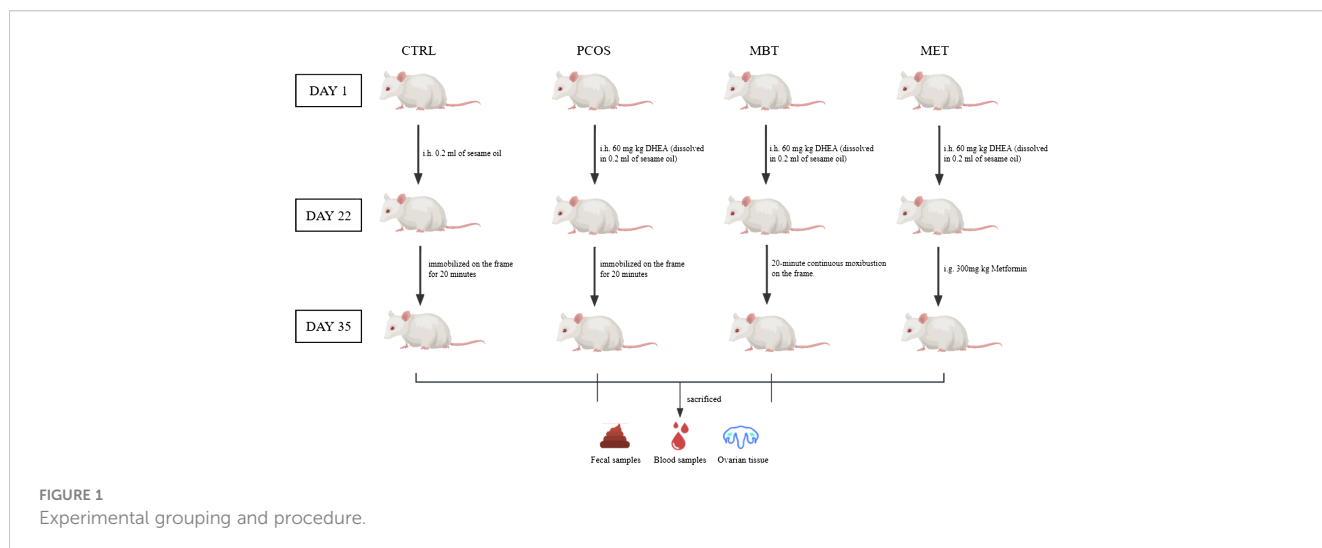 CTRL PCOS MBT MET
DAY 1
i.h. 0.2 ml of sesame oil
i.h. 60 mg kg DHEA (dissolved
in 0.2 ml of sesame oil)
i.h. 60 mg kg DHEA (dissolved
in 0.2 ml of sesame oil)
i.h. 60 mg kg DHEA (dissolved
in 0.2 ml of sesame oil)
DAY 22
immobilized on the frame
for 20 minutes
immobilized on the frame
for 20 minutes
20-minute continuous moxibustion
on the frame.
i.g. 300mg kg Metformin
DAY 35
sacrificed
Fecal samples Blood samples Ovarian tissue
FIGURE 1
Experimental grouping and procedure.